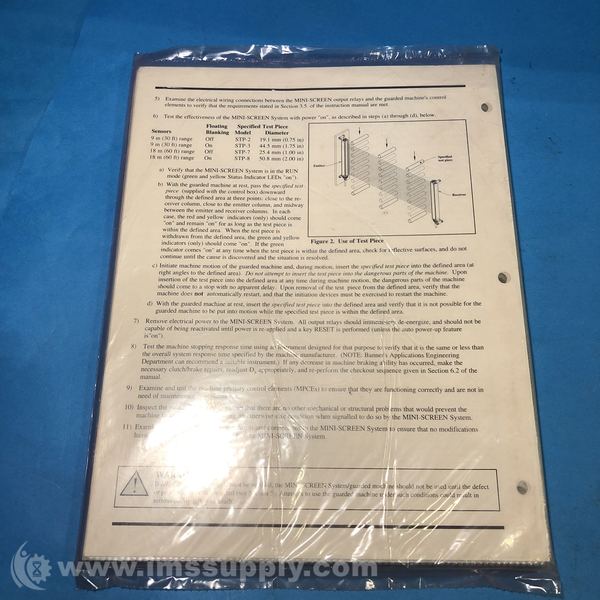 5) Examine the electrical wiring connections between the MINI-SCREEN output relays and the guarded machine's control
elements to verify that the requirements stated in Section 3.5. of the instruction manual are met.
6) Test the effectiveness of the MINI-SCREEN System with power "on", as described in steps (a) through (d), below.
Floating Specified Test Piece
Sensors Blanking Model Diameter
9 m (30 ft) range Off STP-2 19.1 mm (0.75 in)
9 m (30 ft) range On STP-3 44.5 mm (1.75 in)
18 m (60 ft) range Off STP-7 25.4 mm (1.00 in)
18 m (60 ft) range On STP-8 50.8 mm (2.00 in)
Emitter
Specified
test piece
Receiver
Figure 2. Use of Test Piece
a) Verify that the MINI-SCREEN System is in the RUN
mode (green and yellow Status Indicator LEDs "on").
b) With the guarded machine at rest, pass the specified test
piece (supplied with the control box) downward
through the defined area at three points: close to the re-
ceiver column, close to the emitter column, and midway
between the emitter and receiver columns. In each
case, the red and yellow indicators (only) should come
"on" and remain "on" for as long as the test piece is
within the defined area. When the test piece is
withdrawn from the defined area, the green and yellow
indicators (only) should come "on". If the green
indicator comes "on" at any time when the test piece is within the defined area, check for reflective surfaces, and do not
continue until the cause is discovered and the situation is resolved.
c) Initiate machine motion of the guarded machine and, during motion, insert the specified test piece into the defined area (at
right angles to the defined area). Do not attempt to insert the test piece into the dangerous parts of the machine. Upon
insertion of the test piece into the defined area at any time during machine motion, the dangerous parts of the machine
should come to a stop with no apparent delay. Upon removal of the test piece from the defined area, verify that the
machine does not automatically restart, and that the initiation devices must be exercised to restart the machine.
d) With the guarded machine at rest, insert the specified test piece into the defined area and verify that it is not possible for the
guarded machine to be put into motion while the specified test piece is within the defined area.
7) Remove electrical power to the MINI-SCREEN System. All output relays should immediately de-energize, and should not be
capable of being reactivated until power is re-applied and a key RESET is performed (unless the auto power-up feature
is "on").
8) Test the machine stopping response time using an instrument designed for that purpose to verify that it is the same or less than
the overall system response time specified by the machine manufacturer. (NOTE: Banner's Applications Engineering
Department can recommend a suitable instrument.) If any decrease in machine braking ability has occurred, make the
necessary clutch/brake repairs, readjust Ds appropriately, and re-perform the checkout sequence given in Section 6.2 of the
manual.
9) Examine and test the machine primary control elements (MPCEs) to ensure that they are functioning correctly and are not in
need of maintenance
10) Inspect the that there are no other mechanical or structural problems that would prevent the
machine condition when signalled to do so by the MINI-SCREEN System.
11) Examine to the MINI-SCREEN System to ensure that no modifications
have MINI-SCREEN System.
WARNING
the MINI-SCREEN System/guarded machine should not be used until the defect
Attempts to use the guarded machine under such conditions could result in
www.imssupply.com